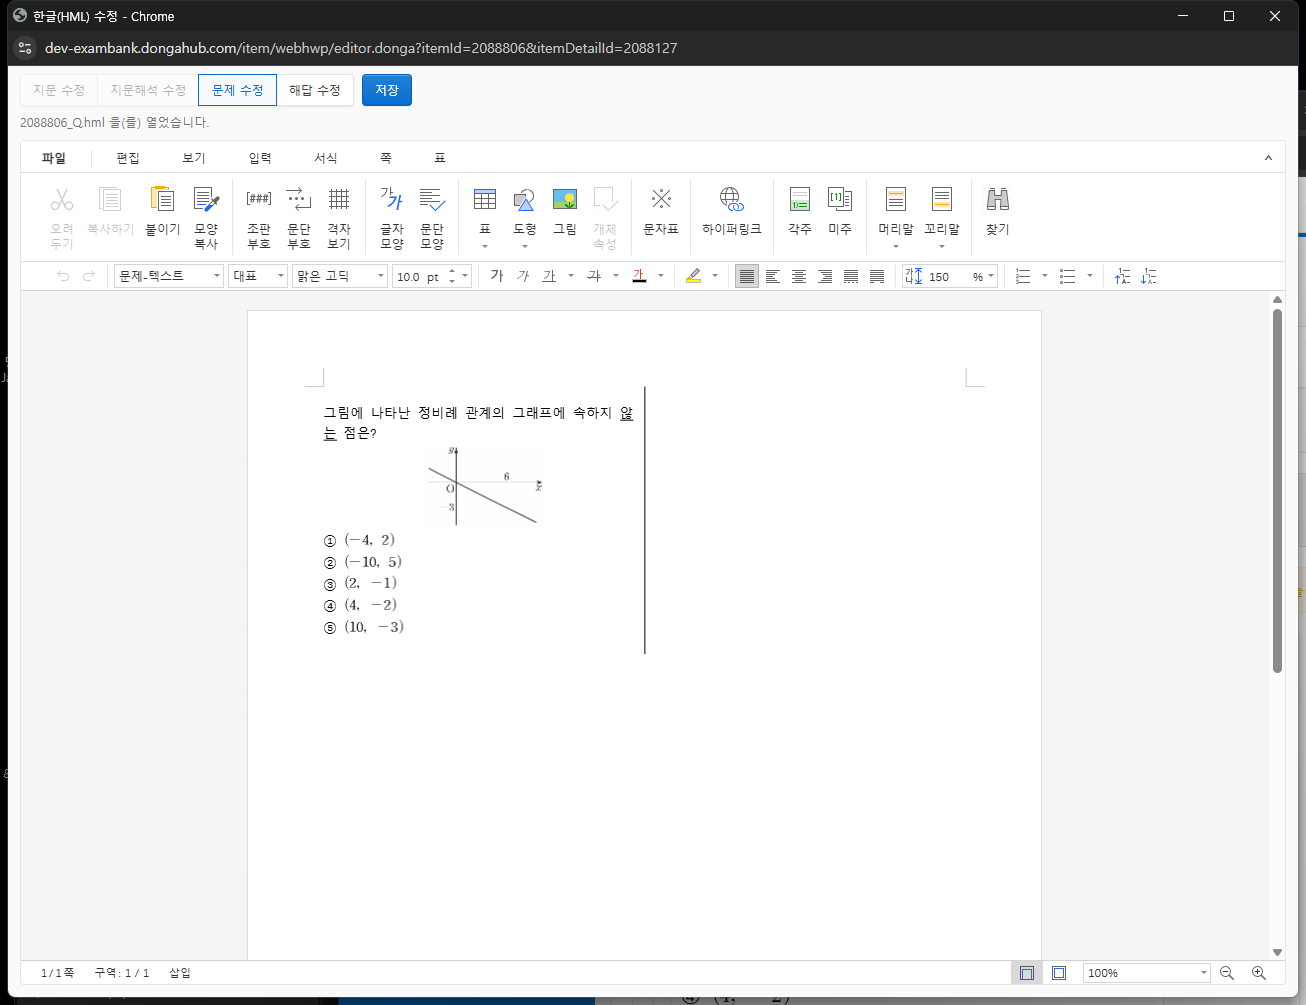 한글(HML) 수정 - Chrome
dev-exambank.dongahub.com/item/webhwp/editor.donga?itemId=2088806&itemDetailId=2088127
지문 수정 지문해석 수정 문제 수정 해답 수정 저장
2088806_Q.hml 을(를) 열었습니다.
파일 편집 보기 입력 서식 쪽 표
오려두기 복사하기 붙이기 모양 복사 조판 부호 문단 부호 격자 보기 글자 모양 문단 모양 표 도형 그림 개체 속성 문자표 하이퍼링크 각주 미주 머리말 꼬리말 찾기
문제-텍스트 대표 맑은 고딕 10.0 pt 가 가 가 가 가 150 %
그림에 나타난 정비례 관계의 그래프에 속하지 않
는 점은?
y
6
O
x
-3
① (-4, 2)
② (-10, 5)
③ (2, -1)
④ (4, -2)
⑤ (10, -3)
1/1쪽 구역: 1 / 1 삽입 100%